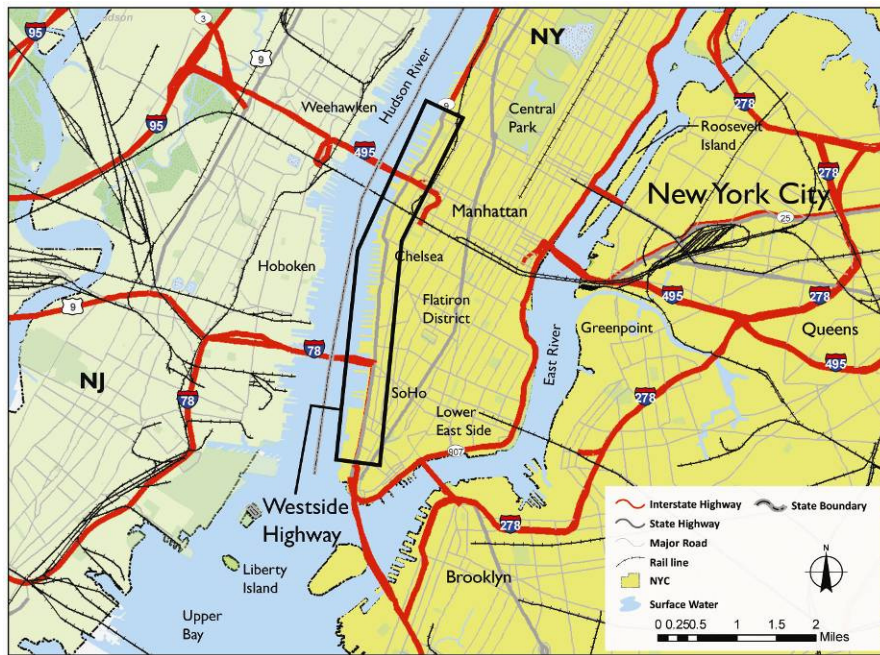 95
3
9
NY
Hudson River
278
Weehawken
9
Central
Park
95
Roosevelt
Island
495
278
New York City
Manhattan
25
Chelsea
Hoboken
9
495
278
Flatiron
District
Greenpoint
Queens
78
East River
495
NJ
SoHo
78
278
Lower
East Side
907
Westside
Highway
278
Liberty
Island
Brooklyn
Upper
Bay
Interstate Highway
State Boundary
State Highway
Major Road
Rail line
NYC
Surface Water
N
0 0.25 0.5 1 1.5 2
Miles